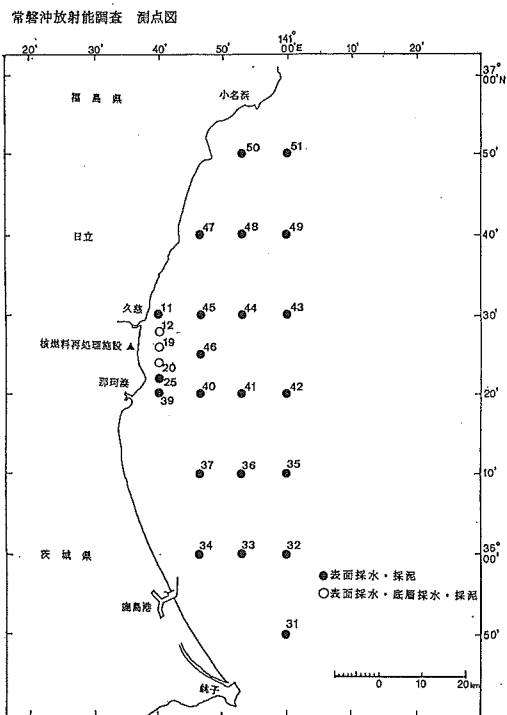 常磐沖放射能調査 測点図
141°
20' 30' 40' 50' 00'E 10' 20'
37°
00'N
福島県
小名浜
50 51
50'
47 48 49
日立
40'
久慈
11 45 44 43
30'
12
核燃料再処理施設
19 46
20
那珂湊
25
39 40 41 42
20'
37 36 35
10'
34 33 32
茨城県
36°
00'
●表面採水・採泥
○表面採水・底層採水・採泥
鹿島港
31
50'
銚子
0 10 20
km